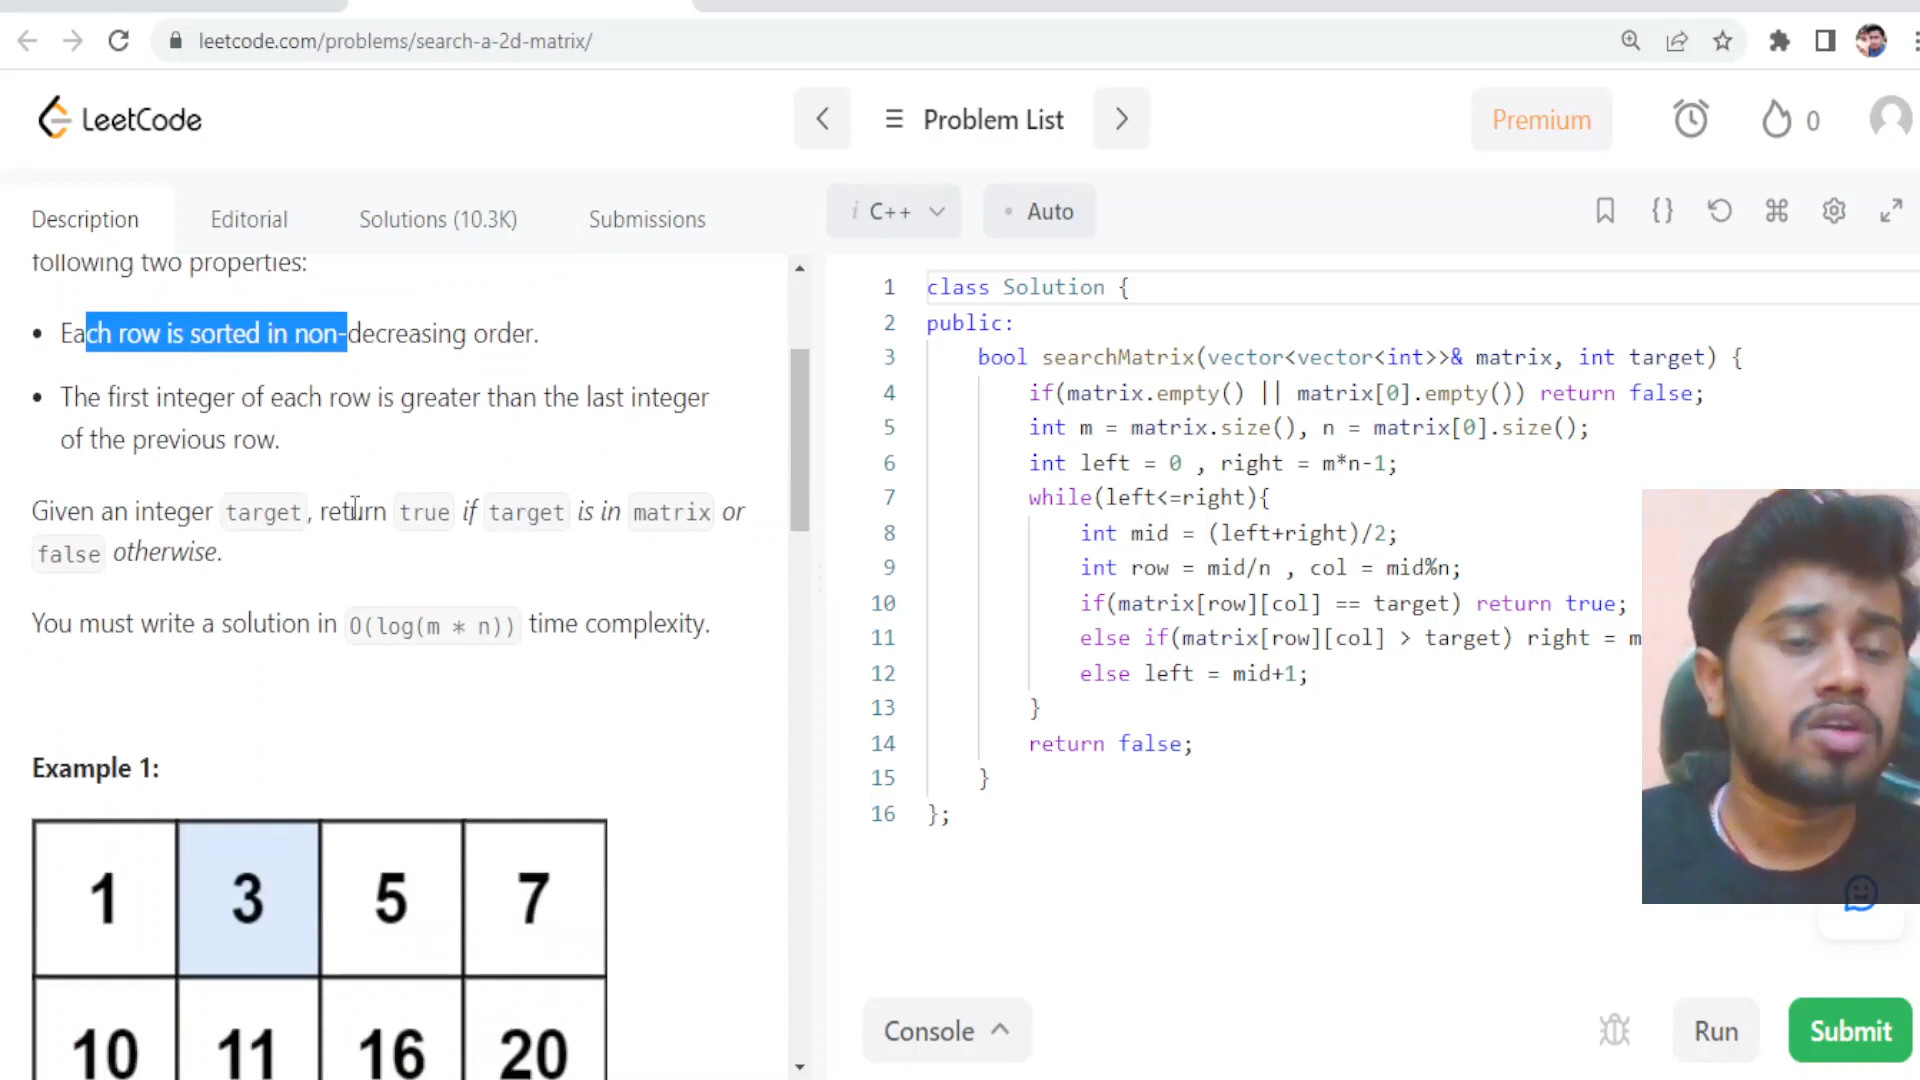 leetcode.com/problems/search-a-2d-matrix/
LeetCode
Problem List
Premium
0
Description
Editorial
Solutions (10.3K)
Submissions
i C++
• Auto
following two properties:
• Each row is sorted in non-decreasing order.
• The first integer of each row is greater than the last integer
of the previous row.
Given an integer target, return true if target is in matrix or
false otherwise.
You must write a solution in O(log(m * n)) time complexity.
Example 1:
1 3 5 7
10 11 16 20
1 class Solution {
2 public:
3 bool searchMatrix(vector<vector<int>>& matrix, int target) {
4 if(matrix.empty() || matrix[0].empty()) return false;
5 int m = matrix.size(), n = matrix[0].size();
6 int left = 0 , right = m*n-1;
7 while(left<=right){
8 int mid = (left+right)/2;
9 int row = mid/n , col = mid%n;
10 if(matrix[row][col] == target) return true;
11 else if(matrix[row][col] > target) right = m
12 else left = mid+1;
13 }
14 return false;
15 }
16 };
Console
Run
Submit